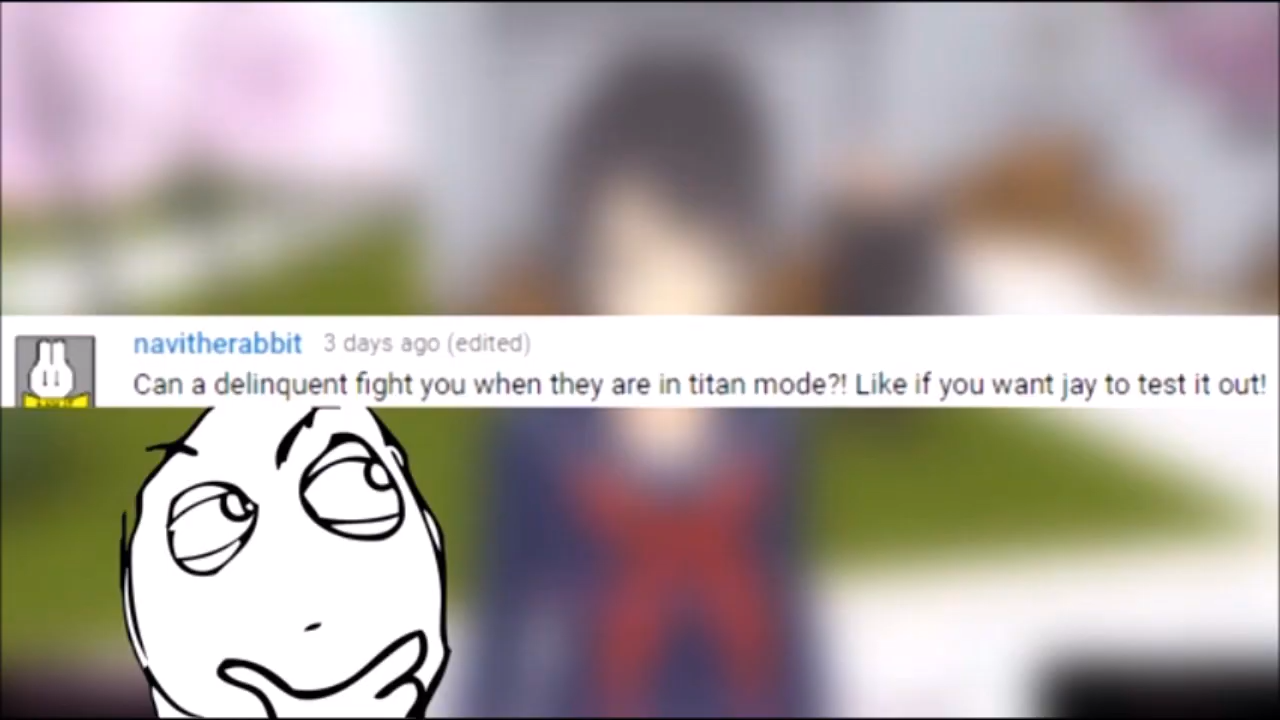 navitherabbit 3 days ago (edited)
Can a delinquent fight you when they are in titan mode?! Like if you want jay to test it out!